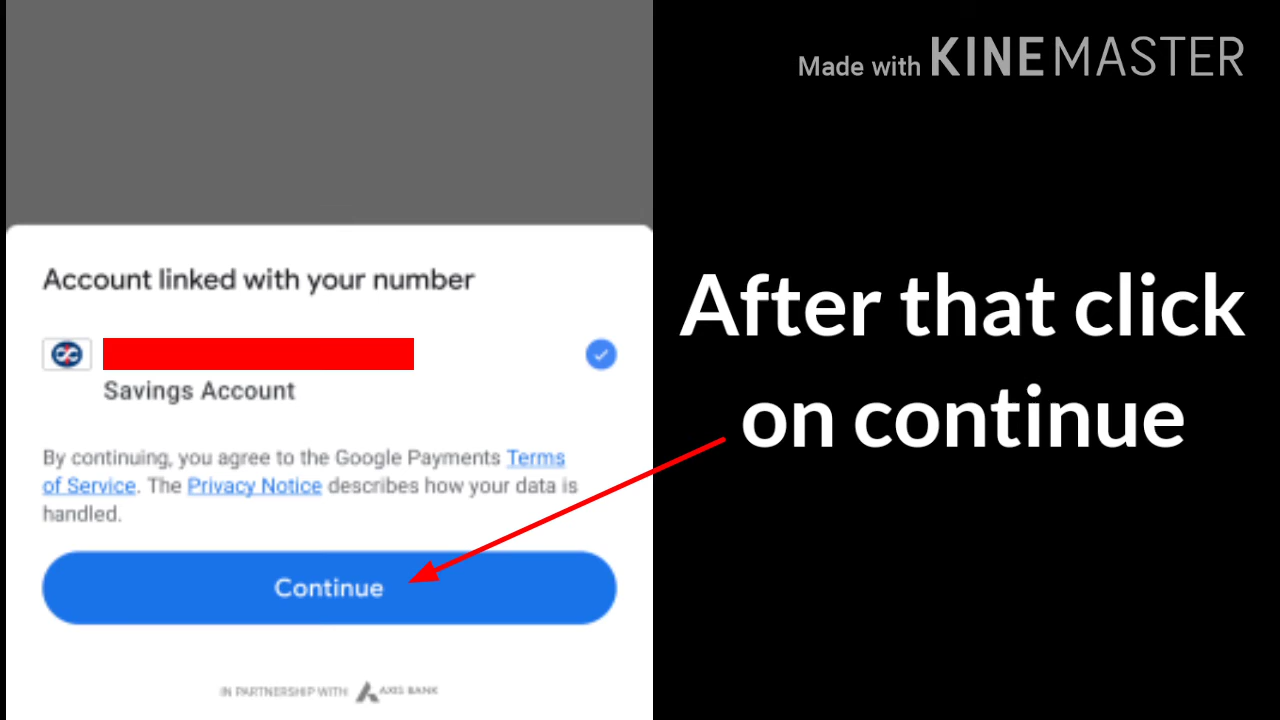 Made with KINEMASTER
Account linked with your number
Savings Account
By continuing, you agree to the Google Payments Terms
of Service. The Privacy Notice describes how your data is
handled.
Continue
IN PARTNERSHIP WITH AXIS BANK
After that click
on continue